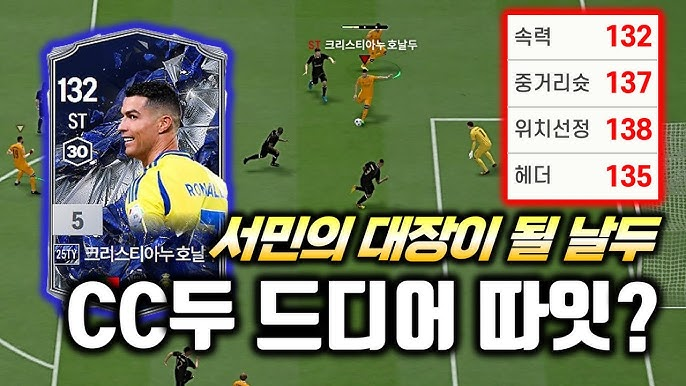 132
ST
30
5
RONALDO
25TY 크리스티아누 호날
ST 크리스티아누 호날두
속력 132
중거리슛 137
위치선정 138
헤더 135
서민의 대장이 될 날두
CC두 드디어 따잇?